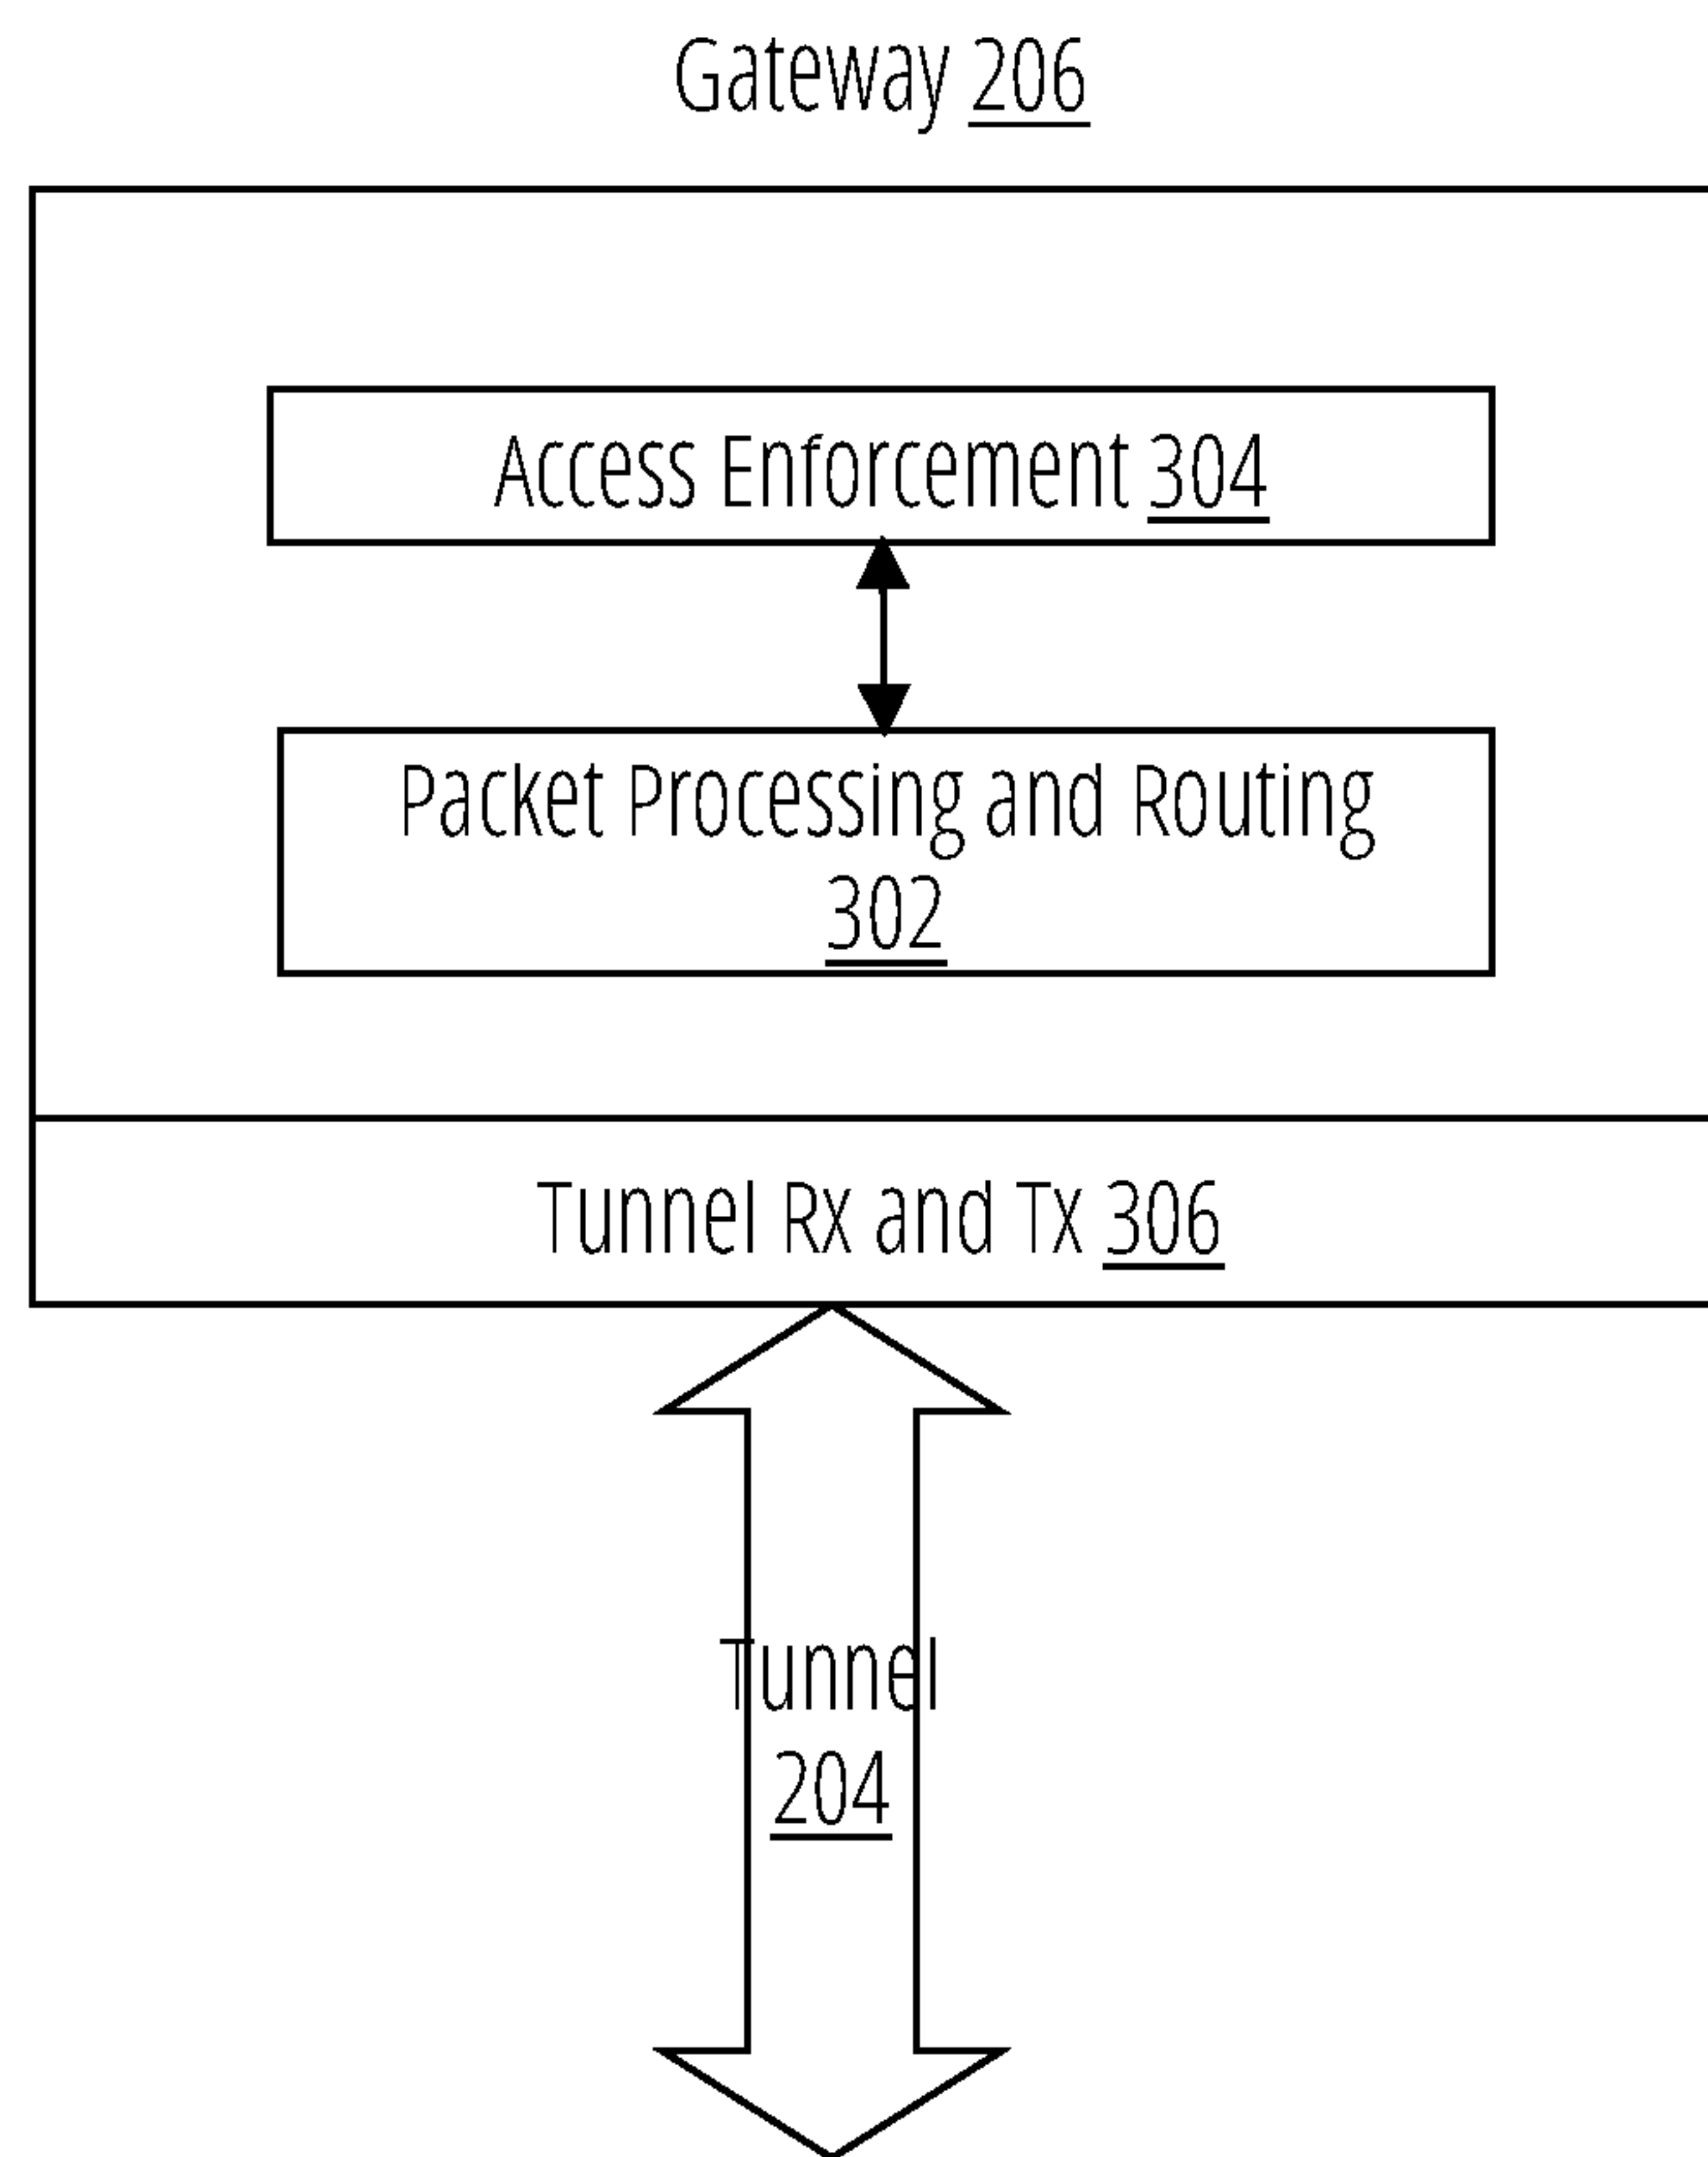 Gateway 206
Access Enforcement 304
Packet Processing and Routing
302
Tunnel Rx and Tx 306
Tunnel
204